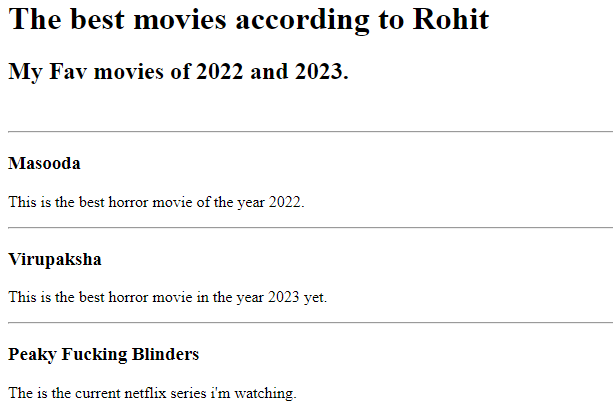 The best movies according to Rohit
My Fav movies of 2022 and 2023.
Masooda
This is the best horror movie of the year 2022.
Virupaksha
This is the best horror movie in the year 2023 yet.
Peaky Fucking Blinders
The is the current netflix series i'm watching.